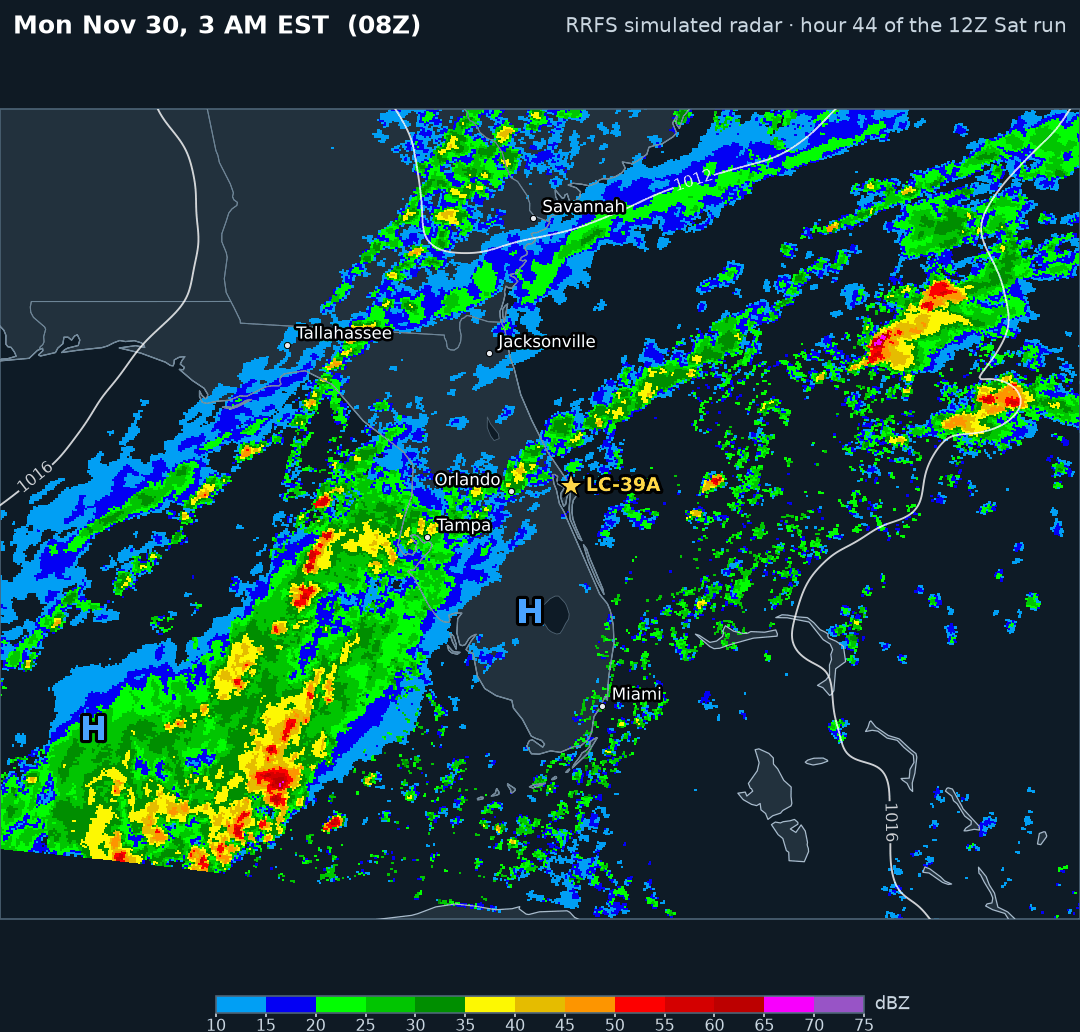 Mon Nov 30, 3 AM EST (08Z)
RRFS simulated radar · hour 44 of the 12Z Sat run
1012
Savannah
Tallahassee
Jacksonville
1016
Orlando
LC-39A
Tampa
H
Miami
H
1016
dBZ
10 15 20 25 30 35 40 45 50 55 60 65 70 75